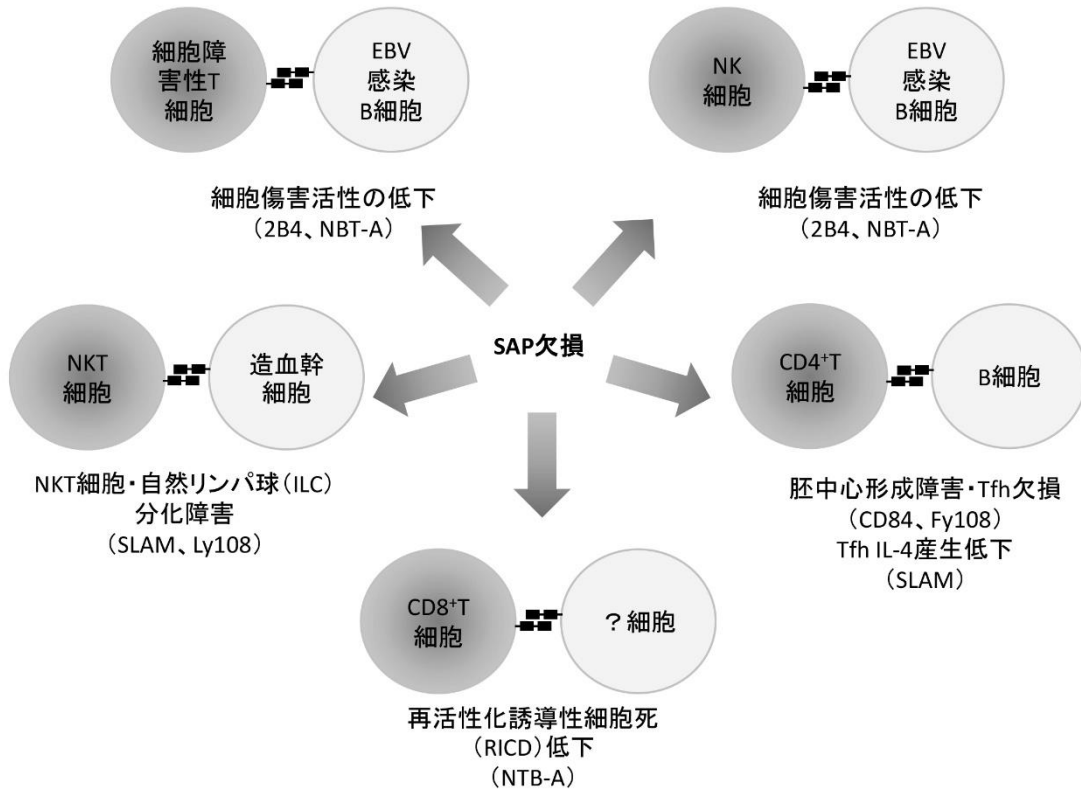 細胞障
害性T
細胞
EBV
感染
B細胞
細胞傷害活性の低下
（2B4、NBT-A）
NK
細胞
EBV
感染
B細胞
細胞傷害活性の低下
（2B4、NBT-A）
SAP欠損
NKT
細胞
造血幹
細胞
NKT細胞・自然リンパ球（ILC）
分化障害
（SLAM、Ly108）
CD4⁺T
細胞
B細胞
胚中心形成障害・Tfh欠損
（CD84、Fy108）
Tfh IL-4産生低下
（SLAM）
CD8⁺T
細胞
？細胞
再活性化誘導性細胞死
（RICD）低下
（NTB-A）